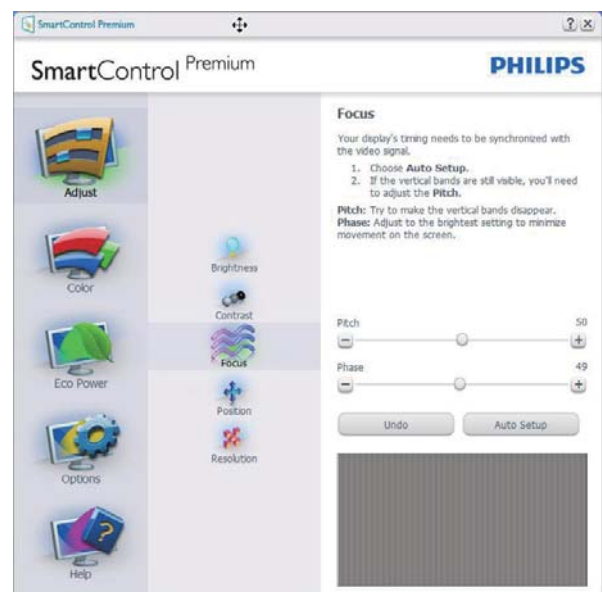 SmartControl Premium
? x
SmartControl Premium
PHILIPS
Adjust
Color
Eco Power
Options
Help
Brightness
Contrast
Focus
Position
Resolution
Focus
Your display's timing needs to be synchronized with
the video signal.
1. Choose Auto Setup.
2. If the vertical bands are still visible, you'll need
to adjust the Pitch.
Pitch: Try to make the vertical bands disappear.
Phase: Adjust to the brightest setting to minimize
movement on the screen.
Pitch 50
− +
Phase 49
− +
Undo Auto Setup
?